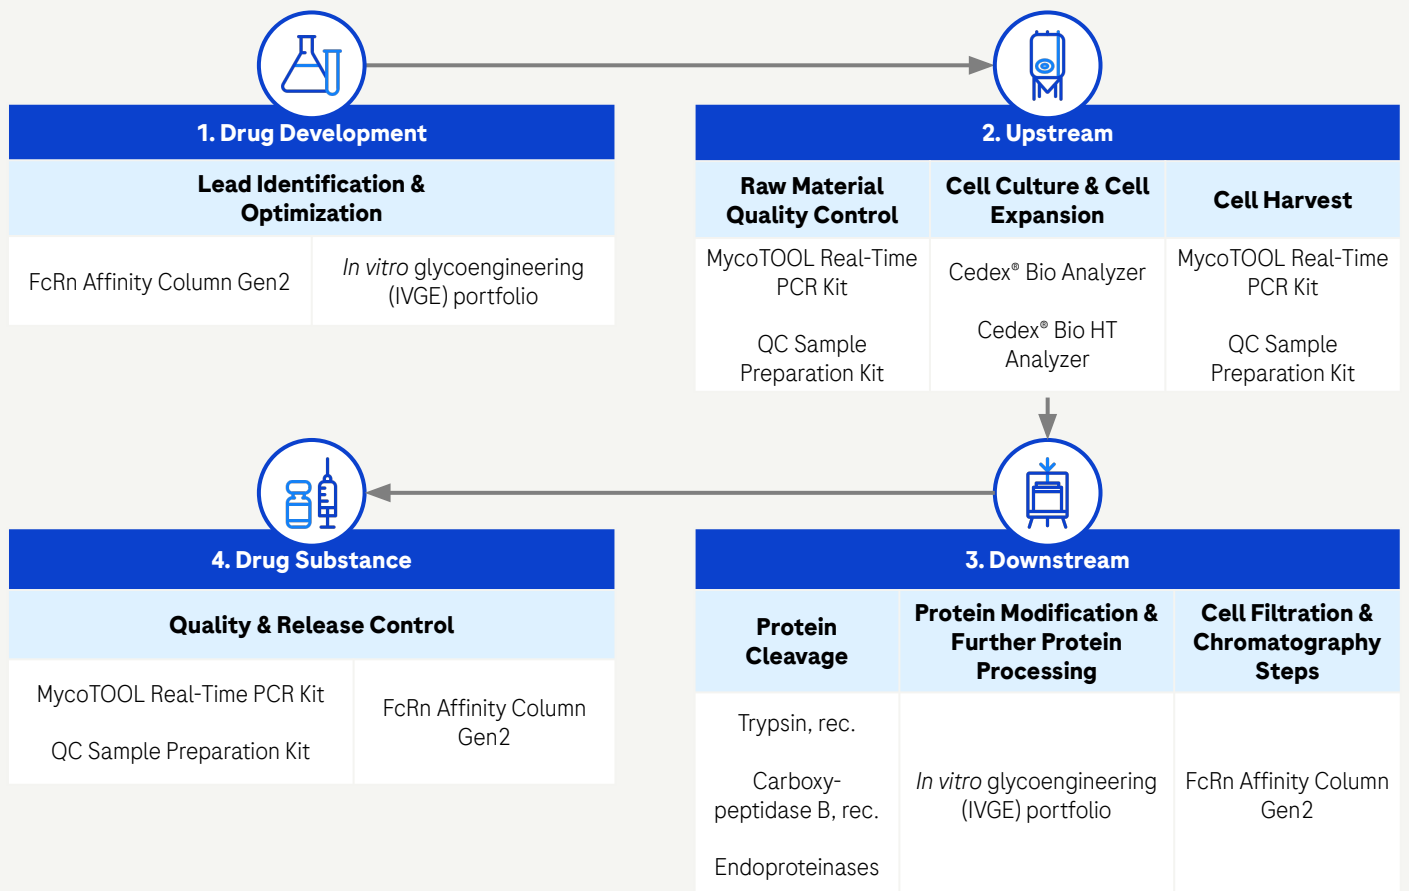 1. Drug Development
Lead Identification &
Optimization
FcRn Affinity Column Gen2
In vitro glycoengineering
(IVGE) portfolio
2. Upstream
Raw Material
Quality Control
MycoTOOL Real-Time
PCR Kit
QC Sample
Preparation Kit
Cell Culture & Cell
Expansion
Cedex® Bio Analyzer
Cedex® Bio HT
Analyzer
Cell Harvest
MycoTOOL Real-Time
PCR Kit
QC Sample
Preparation Kit
3. Downstream
Protein
Cleavage
Trypsin, rec.
Carboxy-
peptidase B, rec.
Endoproteinases
Protein Modification &
Further Protein
Processing
In vitro glycoengineering
(IVGE) portfolio
Cell Filtration &
Chromatography
Steps
FcRn Affinity Column
Gen2
4. Drug Substance
Quality & Release Control
MycoTOOL Real-Time PCR Kit
QC Sample Preparation Kit
FcRn Affinity Column
Gen2